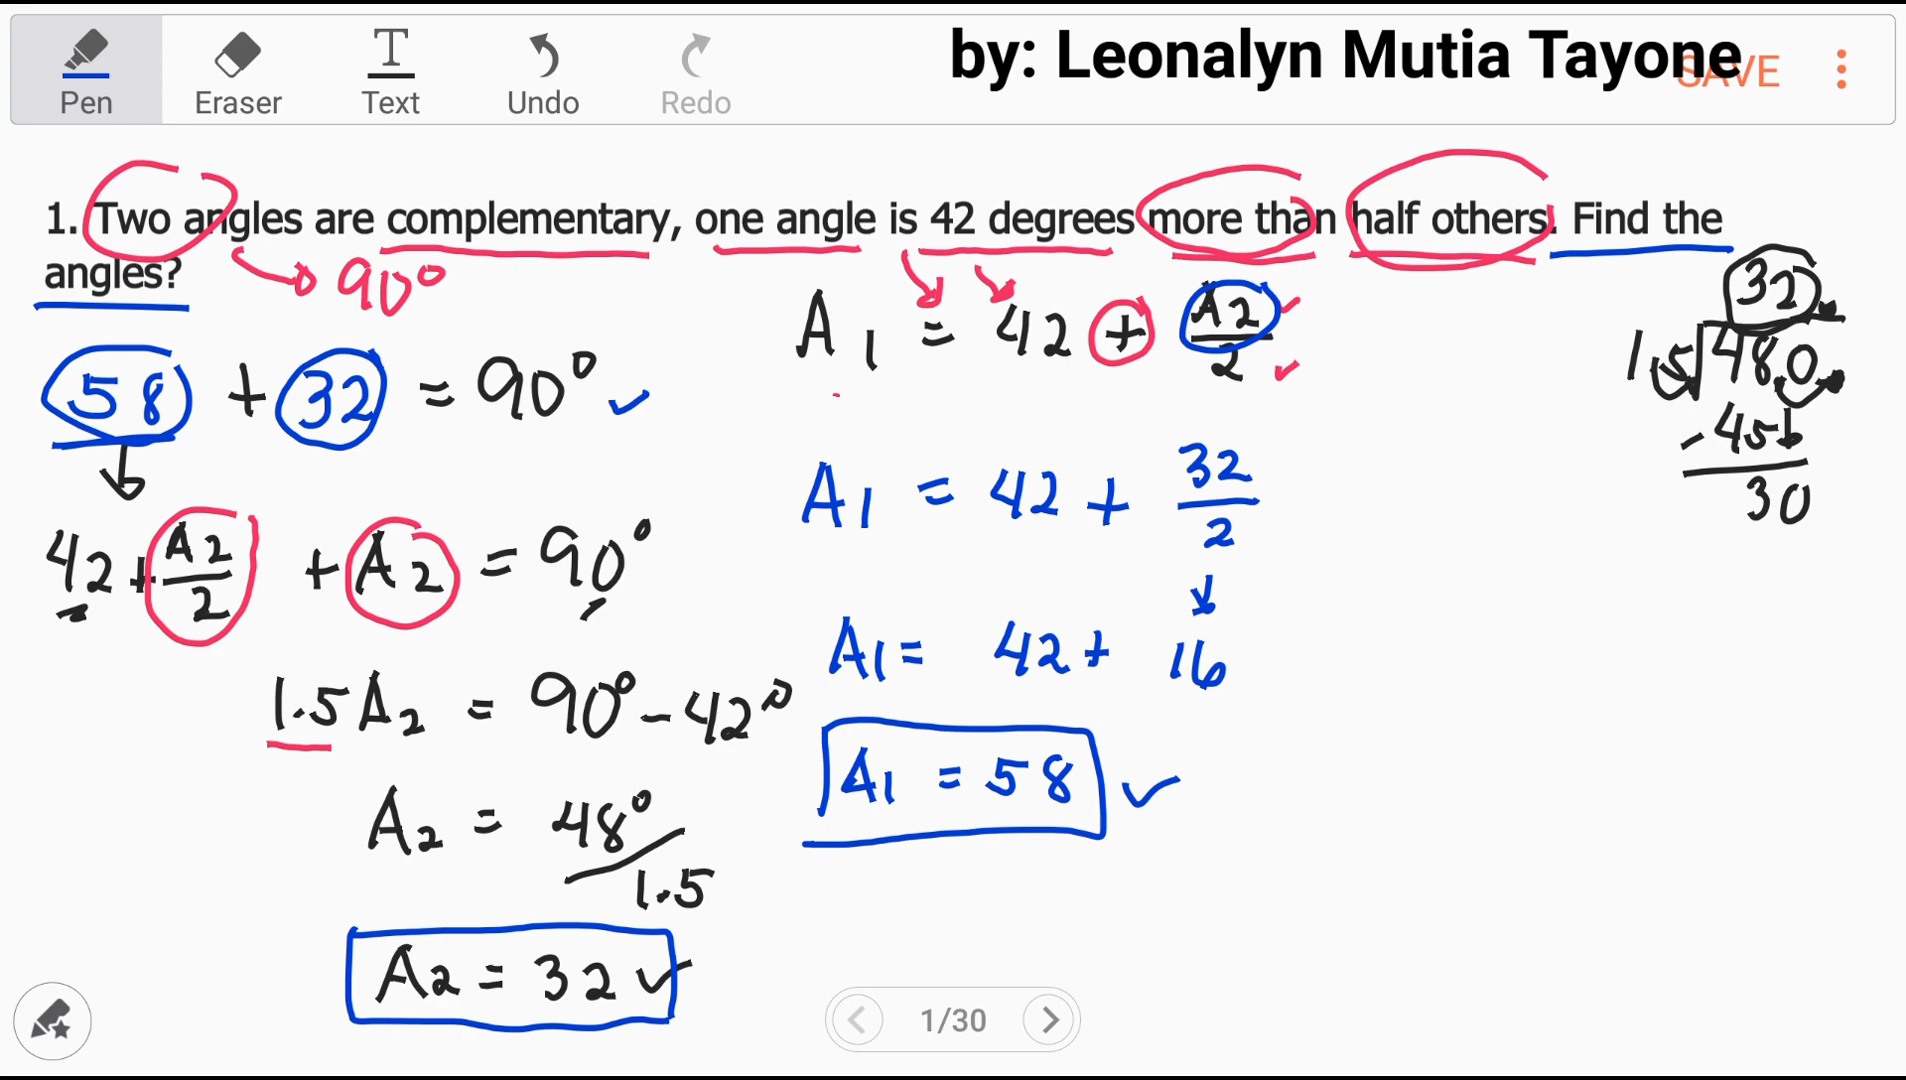 by: Leonalyn Mutia Tayone
SAVE
Pen
Eraser
Text
Undo
Redo
1. Two angles are complementary, one angle is 42 degrees more than half others. Find the
angles?
90°
58 + 32 = 90°
42 + A2/2 + A2 = 90°
1.5A2 = 90° - 42°
A2 = 48°/1.5
A2 = 32
A1 = 42 + A2/2
A1 = 42 + 32/2
A1 = 42 + 16
A1 = 58
32.
1.5 480
- 45
30
1/30